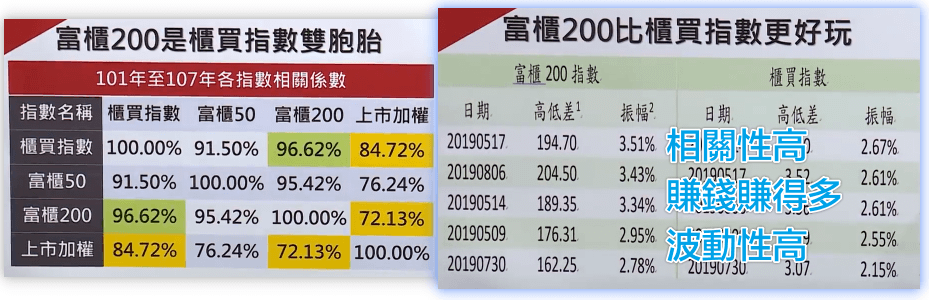 富櫃200是櫃買指數雙胞胎
101年至107年各指數相關係數
指數名稱 櫃買指數 富櫃50 富櫃200 上市加權
櫃買指數 100.00% 91.50% 96.62% 84.72%
富櫃50 91.50% 100.00% 95.42% 76.24%
富櫃200 96.62% 95.42% 100.00% 72.13%
上市加權 84.72% 76.24% 72.13% 100.00%
富櫃200比櫃買指數更好玩
富櫃 200 指數 櫃買指數
日期 高低差1 振幅2 日期 高低差 振幅
20190517 194.70 3.51% 2.67%
相關性高
20190806 204.50 3.43% 20190517 3.52 2.61%
賺錢賺得多
20190514 189.35 3.34% 2.61%
20190509 176.31 2.95% 2.55%
波動性高
20190730 162.25 2.78% 20190730 3.07 2.15%